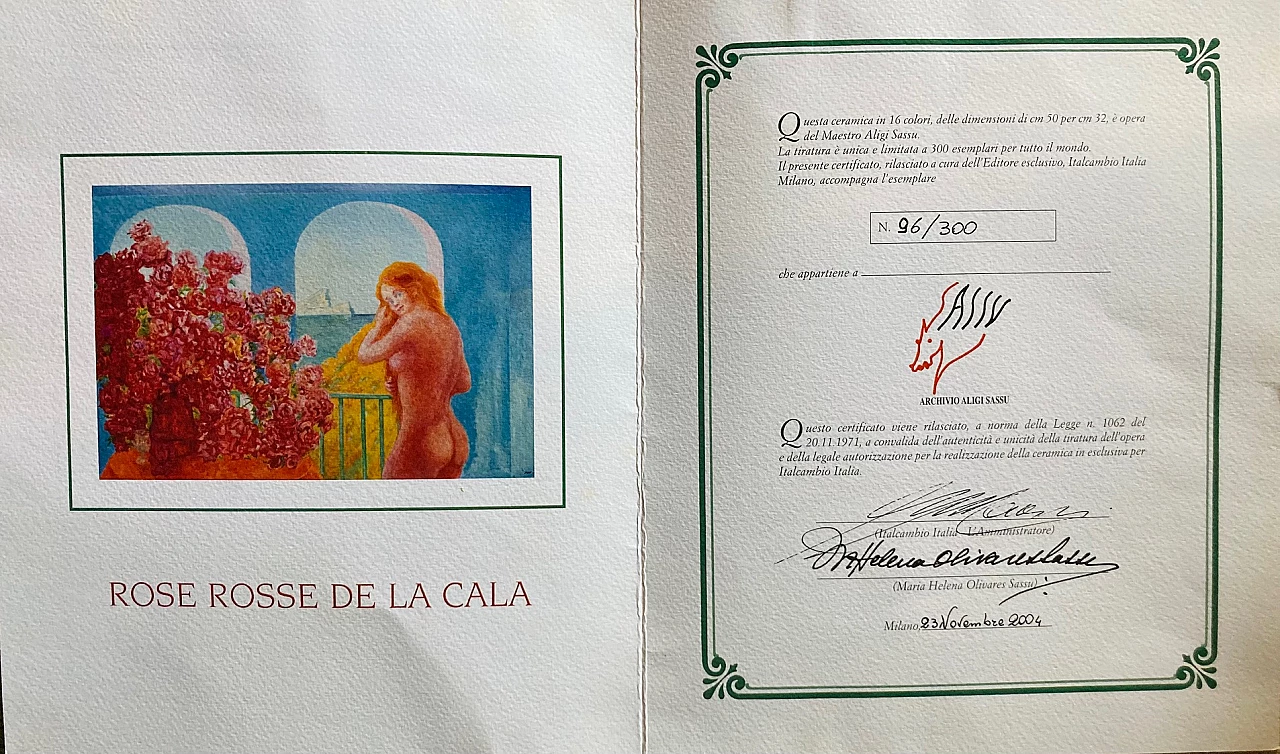 ROSE ROSSE DE LA CALA
Questa ceramica in 16 colori, delle dimensioni di cm 50 per cm 32, è opera
del Maestro Aligi Sassu.
La tiratura è unica e limitata a 300 esemplari per tutto il mondo.
Il presente certificato, rilasciato a cura dell'Editore esclusivo, Italcambio Italia
Milano, accompagna l'esemplare
N. 96/300
che appartiene a
SASSU
ARCHIVIO ALIGI SASSU
Questo certificato viene rilasciato, a norma della Legge n. 1062 del
20.11.1971, a convalida dell'autenticità e unicità della tiratura dell'opera
e della legale autorizzazione per la realizzazione della ceramica in esclusiva per
Italcambio Italia.
(Italcambio Italia L'Amministratore)
Helena Olivares Sassu
(Maria Helena Olivares Sassu)
Milano, 23 Novembre 2004